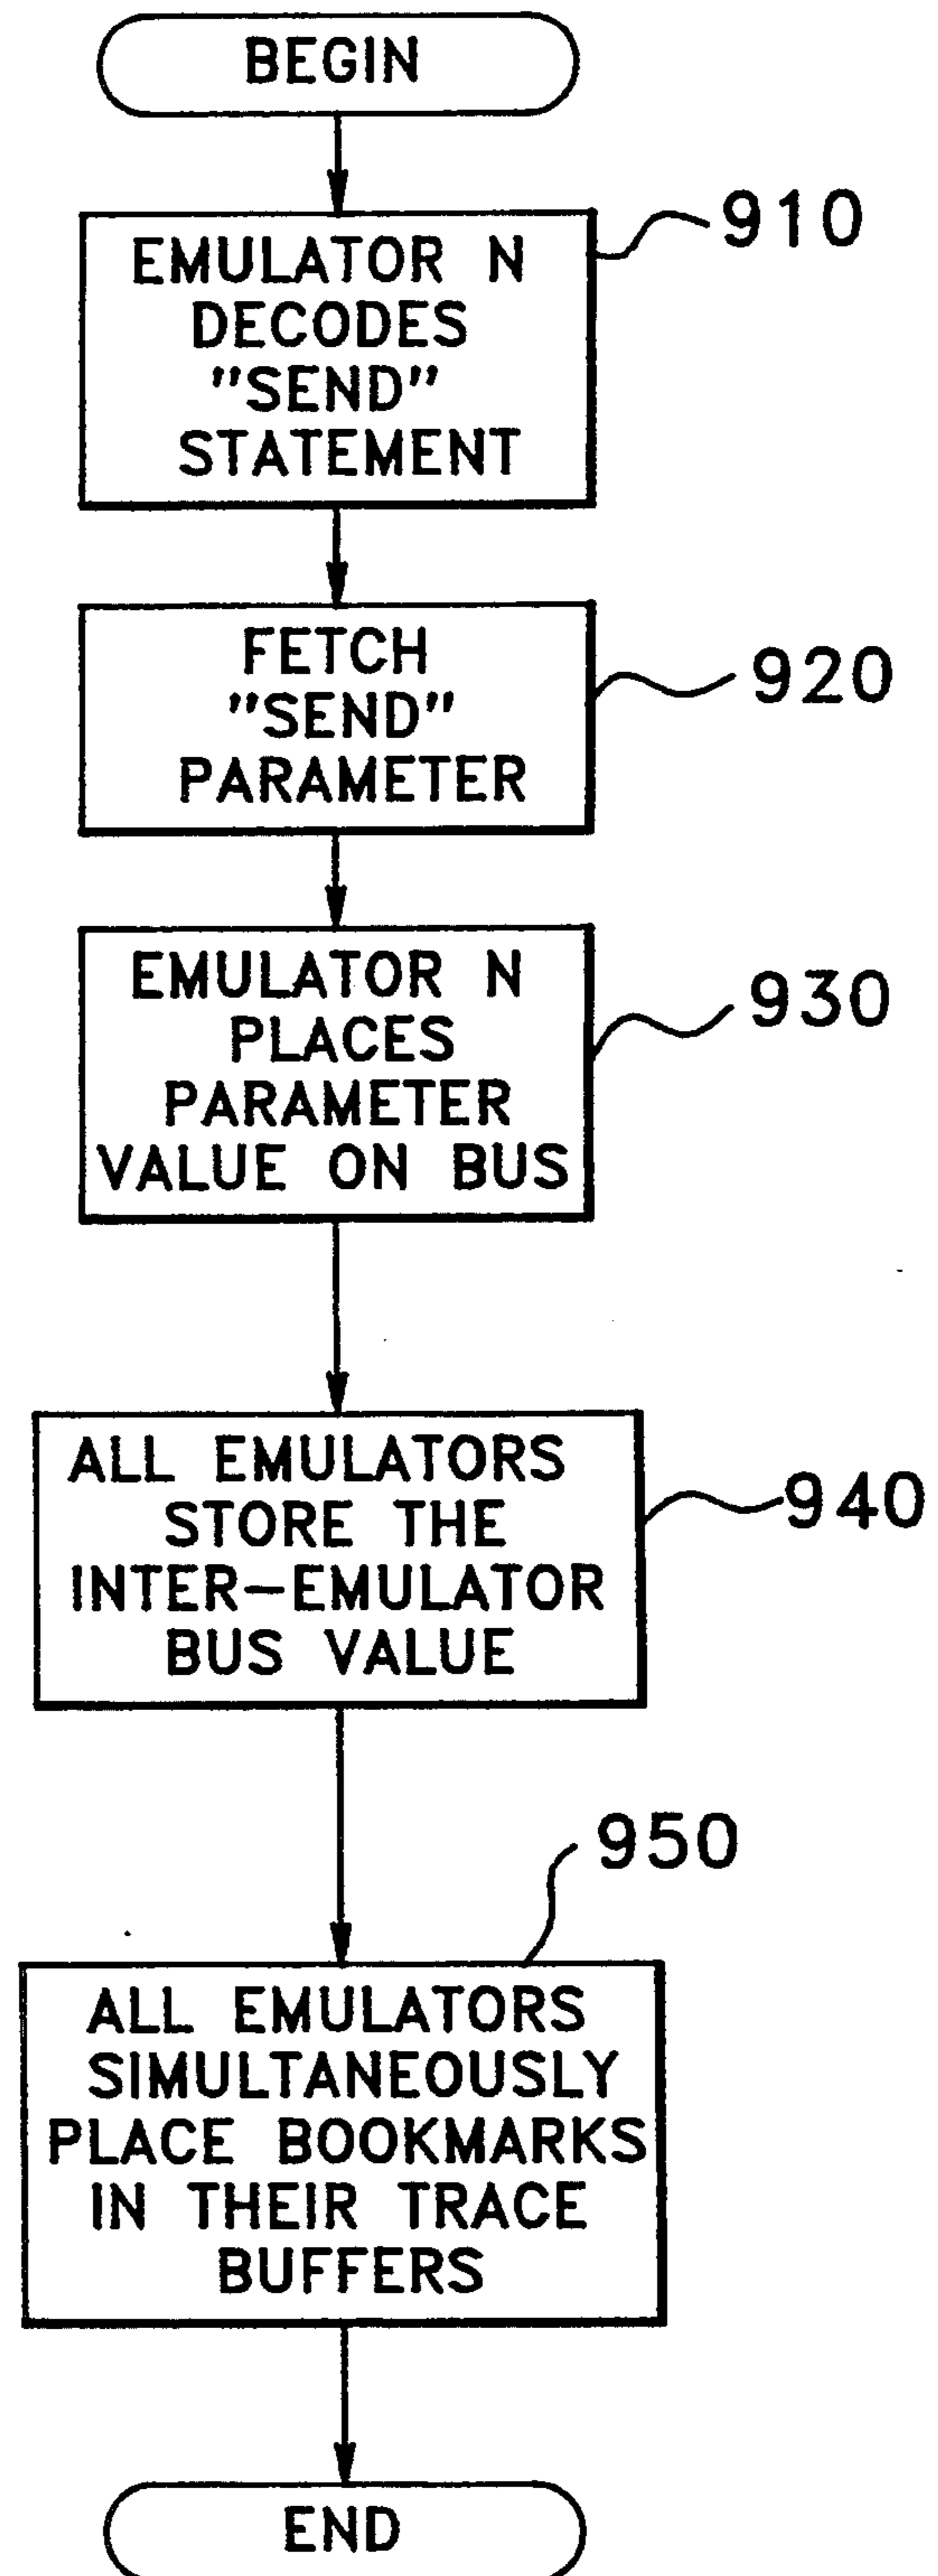 BEGIN
910
EMULATOR N
DECODES
"SEND"
STATEMENT
FETCH
"SEND"
PARAMETER
920
EMULATOR N
PLACES
PARAMETER
VALUE ON BUS
930
ALL EMULATORS
STORE THE
INTER-EMULATOR
BUS VALUE
940
950
ALL EMULATORS
SIMULTANEOUSLY
PLACE BOOKMARKS
IN THEIR TRACE
BUFFERS
END